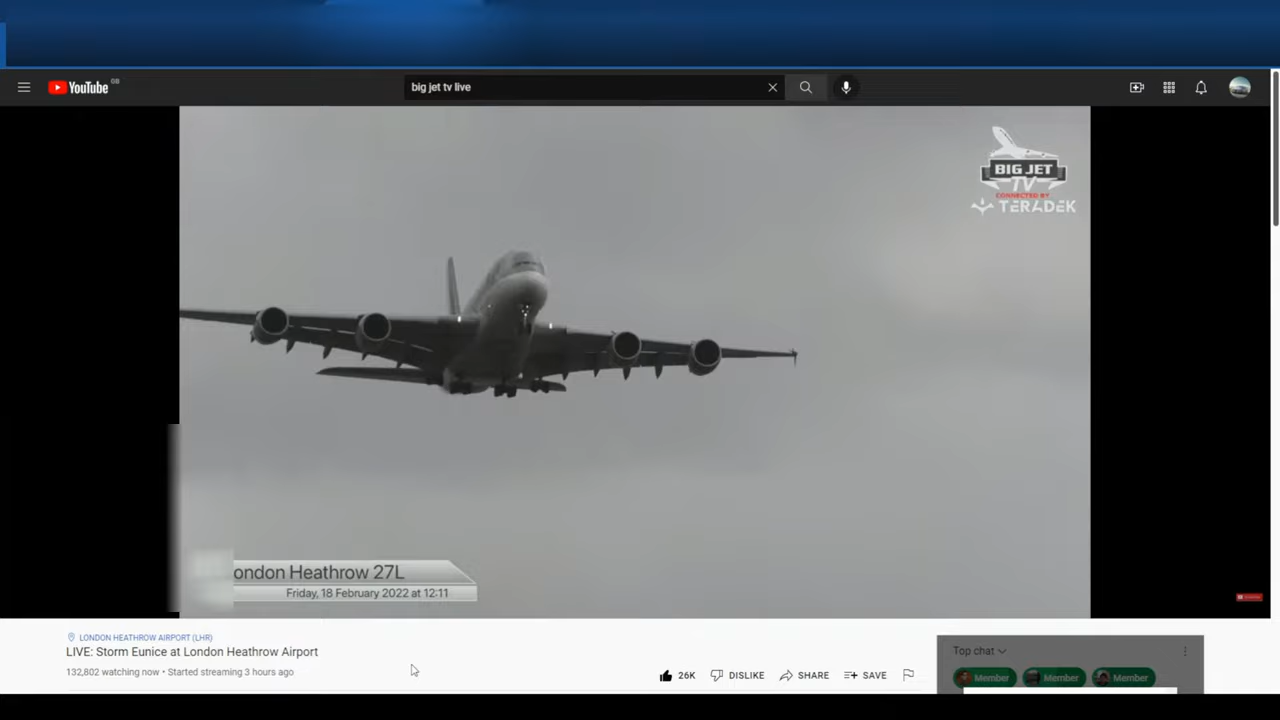 YouTube GB
big jet tv live
BIG JET
TV
CONNECTED BY
TERADEK
ondon Heathrow 27L
Friday, 18 February 2022 at 12:11
LONDON HEATHROW AIRPORT (LHR)
LIVE: Storm Eunice at London Heathrow Airport
132,802 watching now • Started streaming 3 hours ago
26K DISLIKE SHARE SAVE
Top chat
Member Member Member